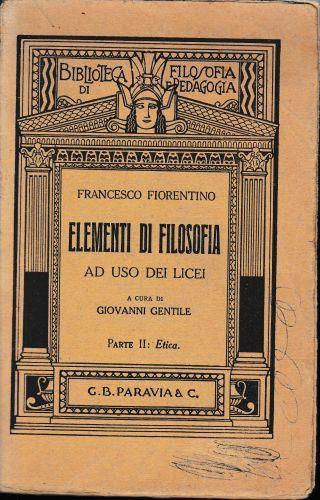 BIBLIOTECA DI FILOSOFIA E PEDAGOGIA
FRANCESCO FIORENTINO
ELEMENTI DI FILOSOFIA
AD USO DEI LICEI
A CURA DI
GIOVANNI GENTILE
PARTE II: Etica.
G. B. PARAVIA & C.